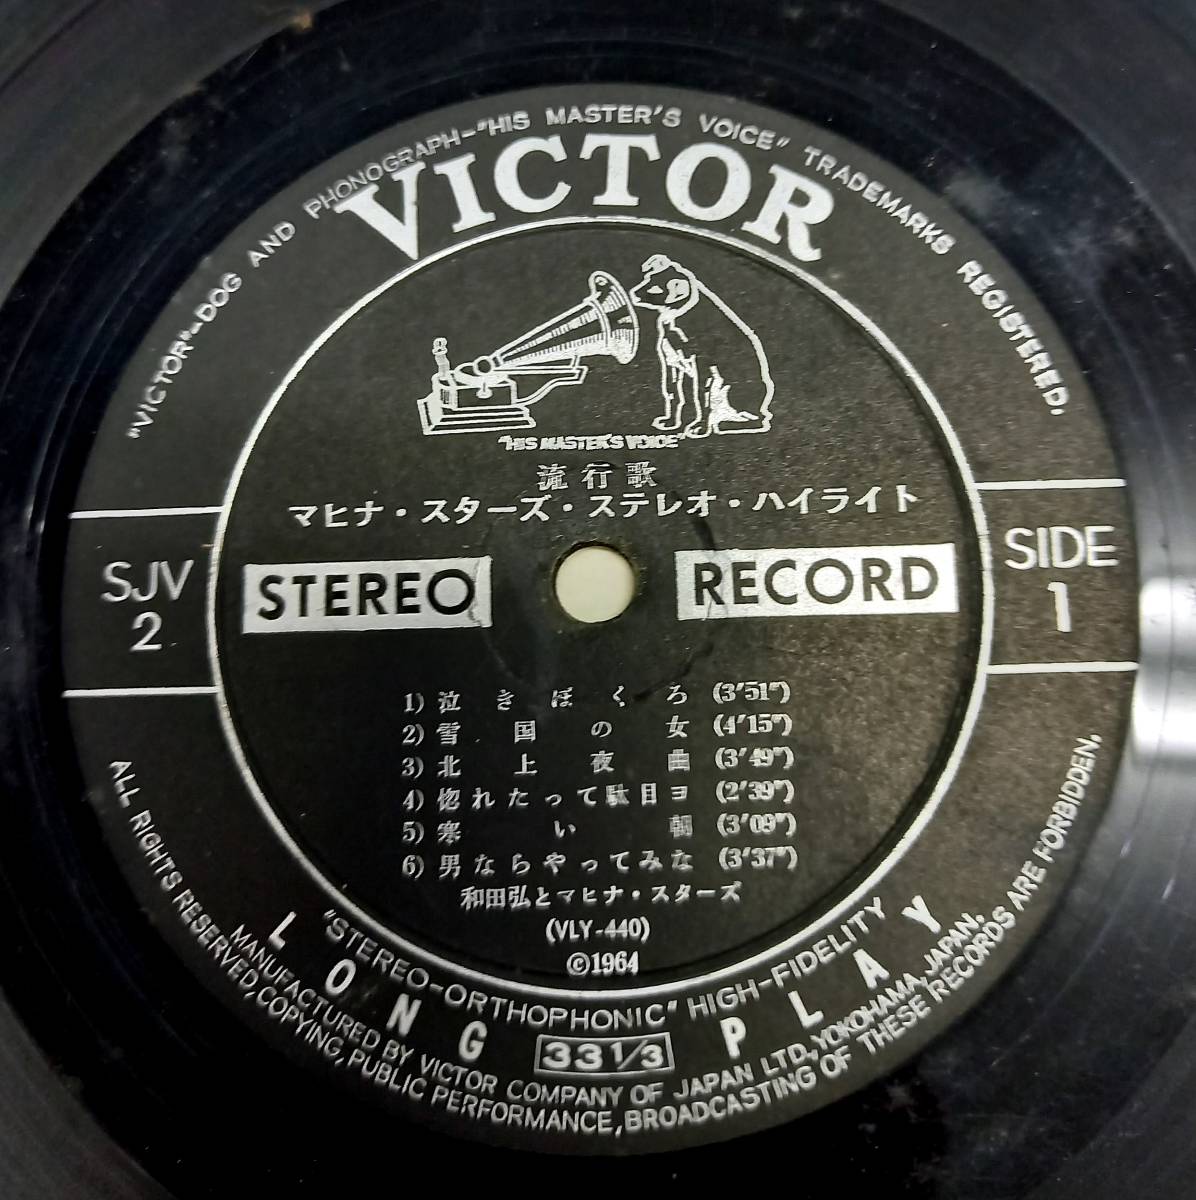 "VICTOR"-DOG AND PHONOGRAPH-"HIS MASTER'S VOICE" TRADEMARKS REGISTERED.
VICTOR
"HIS MASTER'S VOICE"
流行歌
マヒナ・スターズ・ステレオ・ハイライト
SJV
2
STEREO RECORD
SIDE
1
1) 泣きぼくろ (3′51″)
2) 雪国の女 (4′15″)
3) 北上夜曲 (3′49″)
4) 惚れたって駄目ヨ (2′39″)
5) 寒い朝 (3′09″)
6) 男ならやってみな (3′37″)
和田弘とマヒナ・スターズ
(VLY-440)
©1964
"STEREO-ORTHOPHONIC" HIGH-FIDELITY
LONG 33 1/3 PLAY
MANUFACTURED BY VICTOR COMPANY OF JAPAN LTD., YOKOHAMA, JAPAN.
ALL RIGHTS RESERVED, COPYING, PUBLIC PERFORMANCE, BROADCASTING OF THESE RECORDS ARE FORBIDDEN.